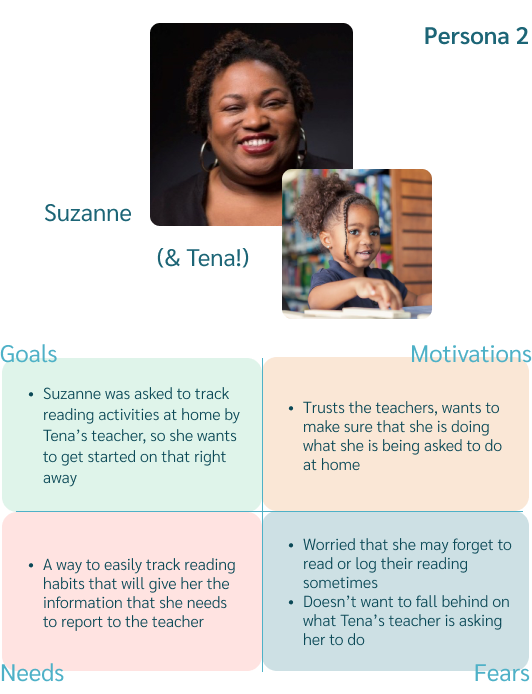 Persona 2
Suzanne
(& Tena!)
Goals
• Suzanne was asked to track
reading activities at home by
Tena's teacher, so she wants
to get started on that right
away
Motivations
• Trusts the teachers, wants to
make sure that she is doing
what she is being asked to do
at home
• A way to easily track reading
habits that will give her the
information that she needs
to report to the teacher
Needs
• Worried that she may forget to
read or log their reading
sometimes
• Doesn't want to fall behind on
what Tena's teacher is asking
her to do
Fears